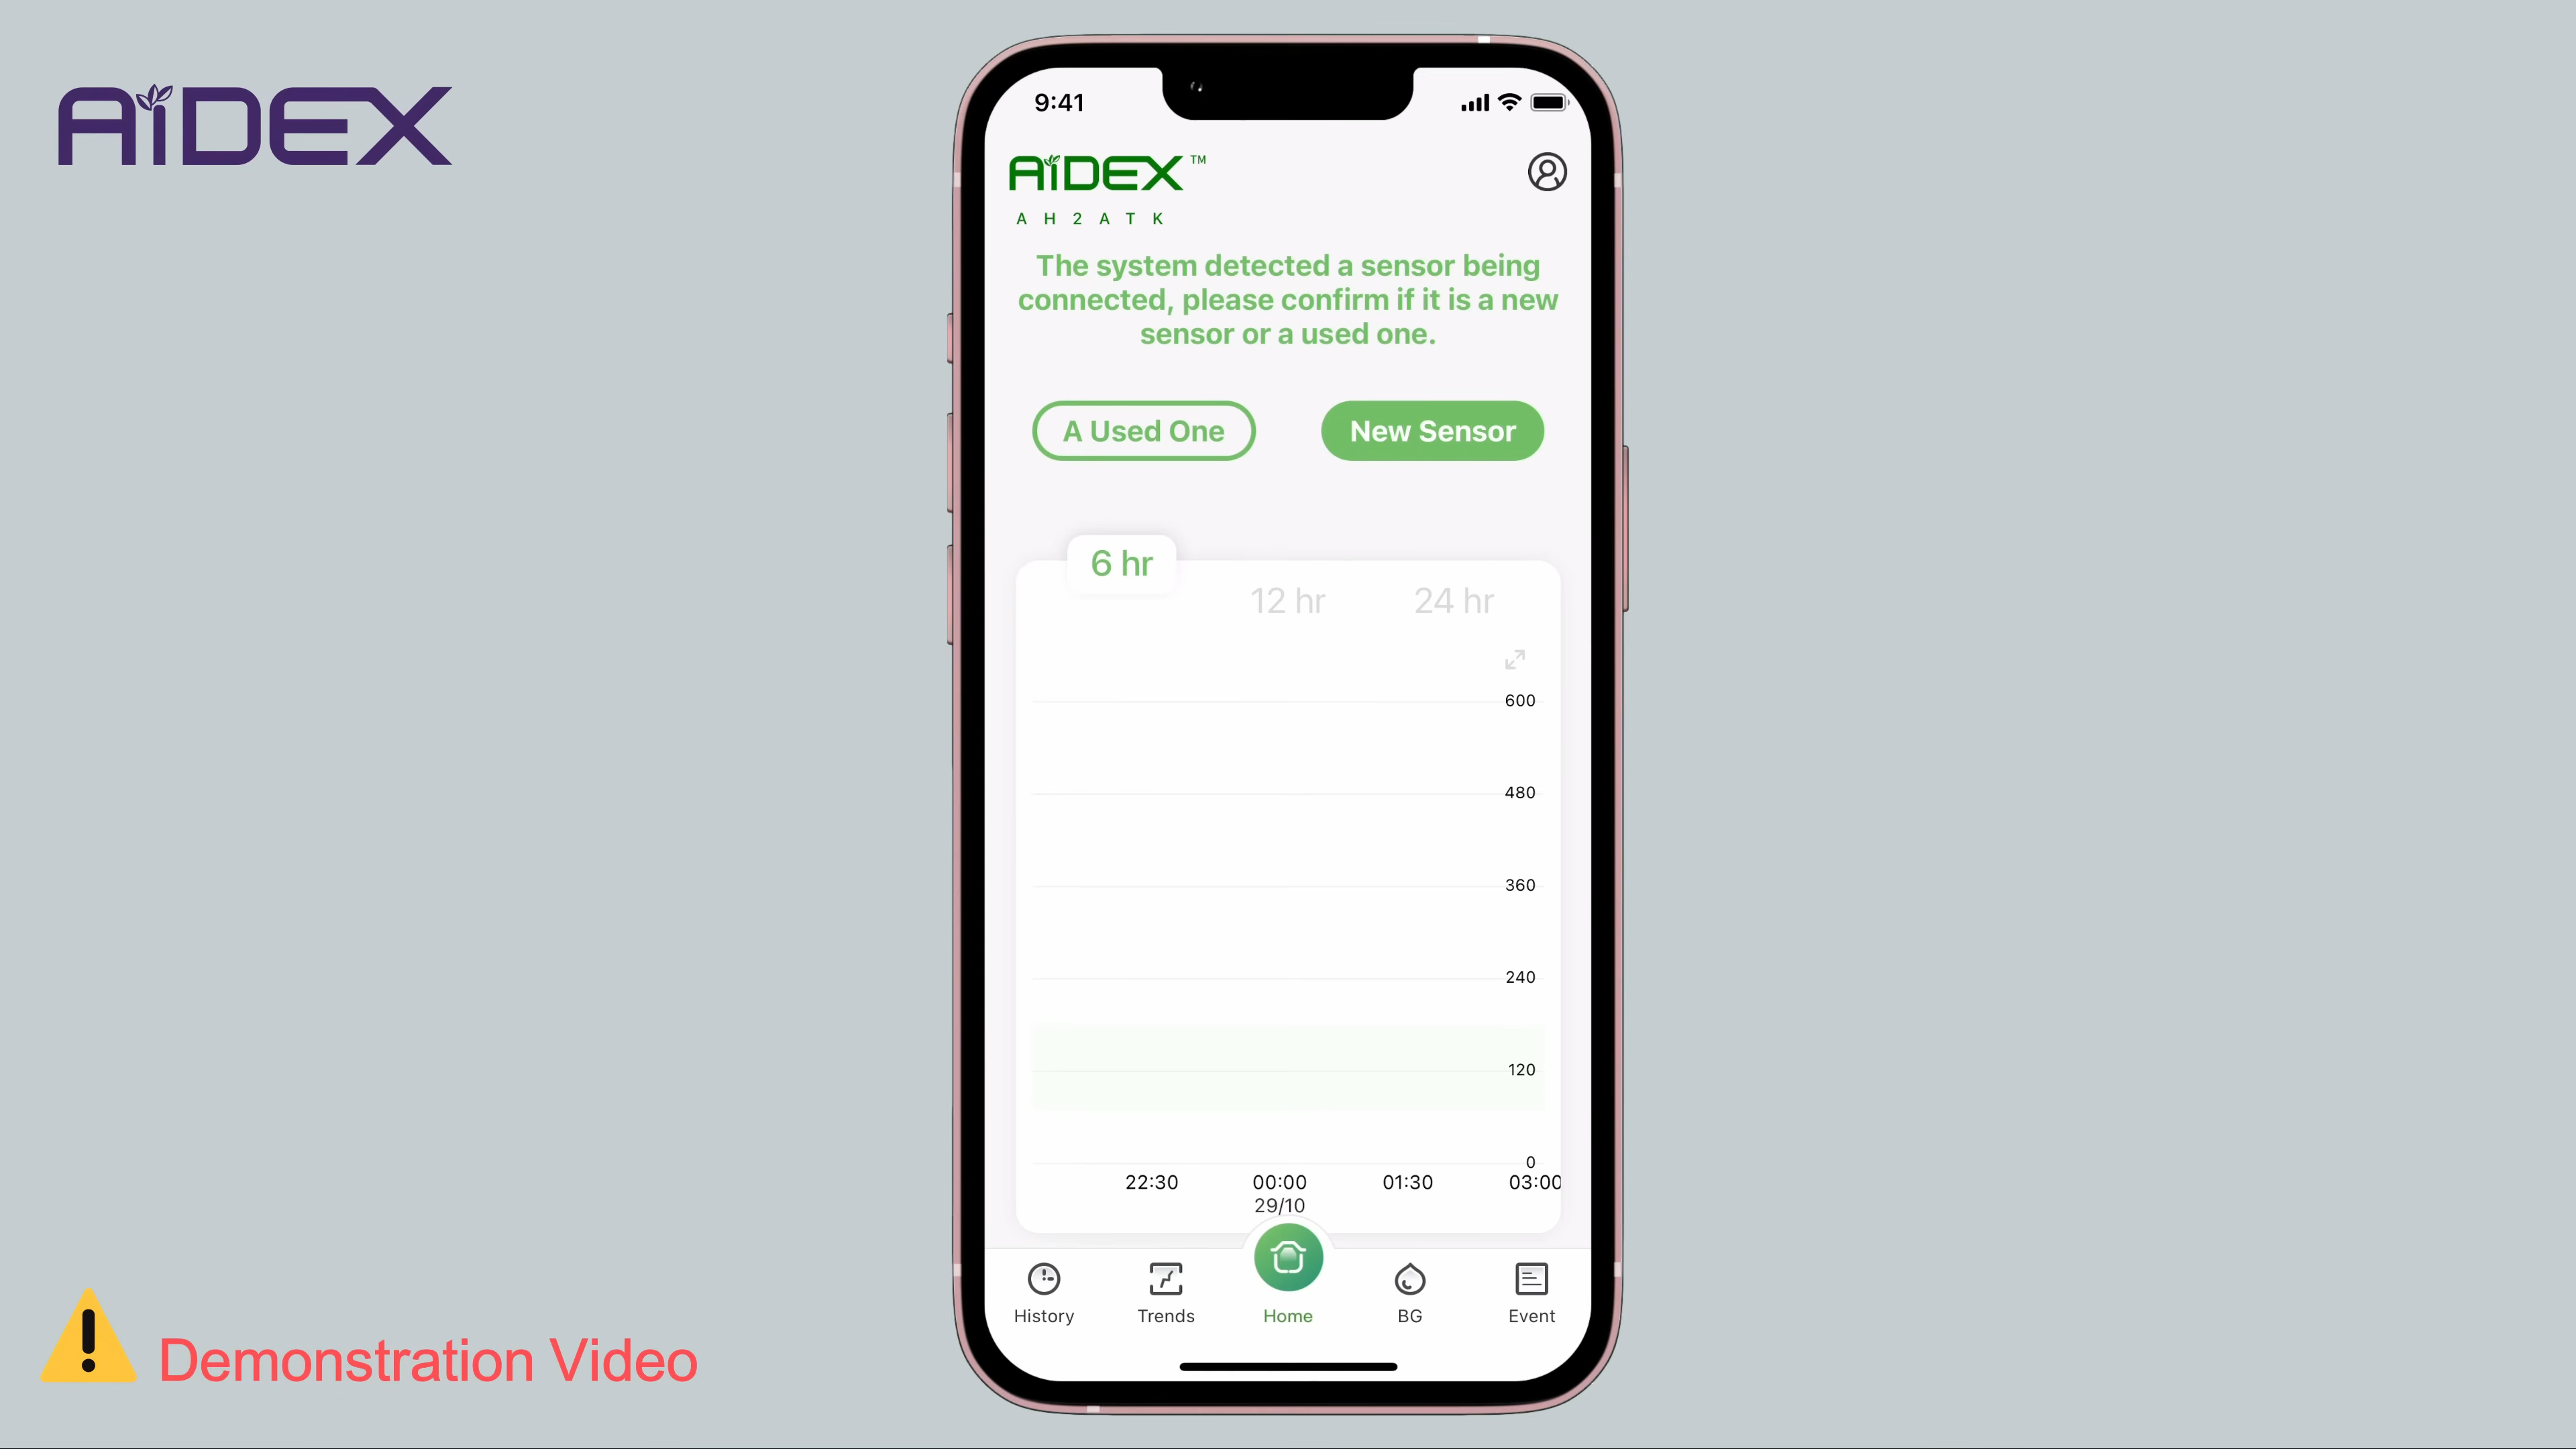 AiDEX
9:41
AiDEX™
AH2ATK
The system detected a sensor being
connected, please confirm if it is a new
sensor or a used one.
A Used One
New Sensor
6 hr
12 hr
24 hr
600
480
360
240
120
0
22:30
00:00
01:30
03:00
29/10
History
Trends
Home
BG
Event
Demonstration Video